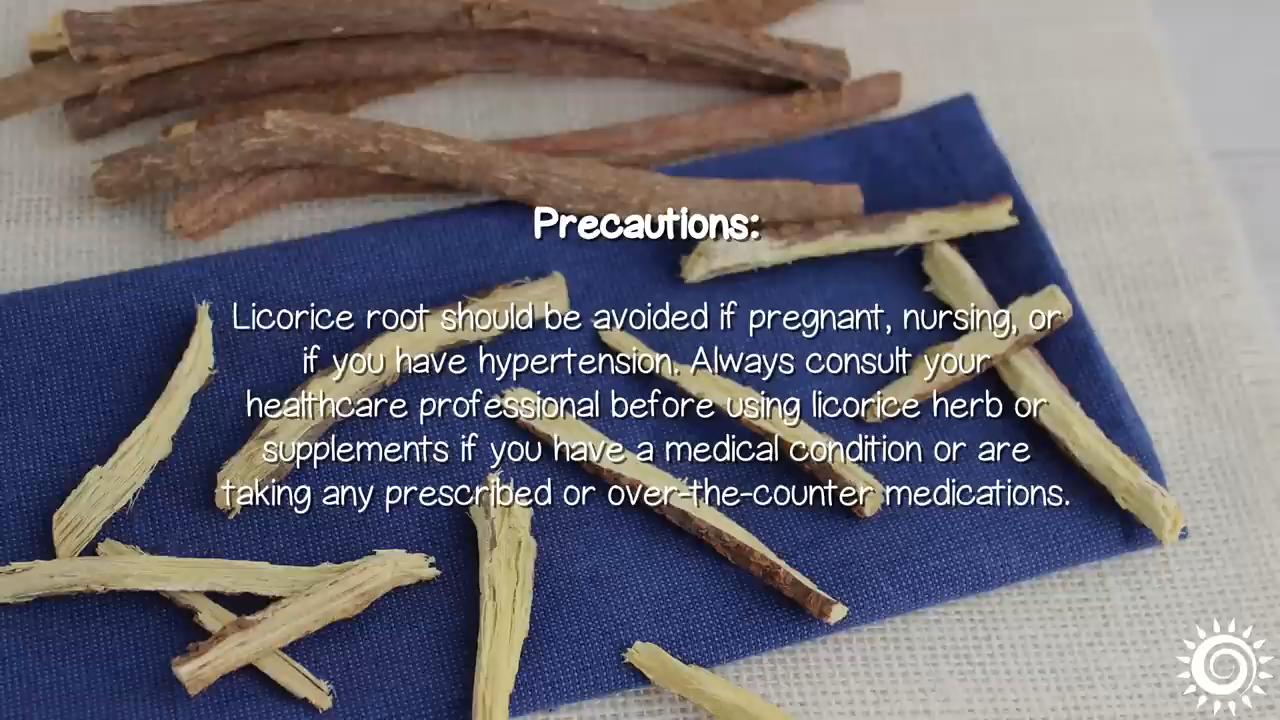 Precautions:
Licorice root should be avoided if pregnant, nursing, or
if you have hypertension. Always consult your
healthcare professional before using licorice herb or
supplements if you have a medical condition or are
taking any prescribed or over-the-counter medications.